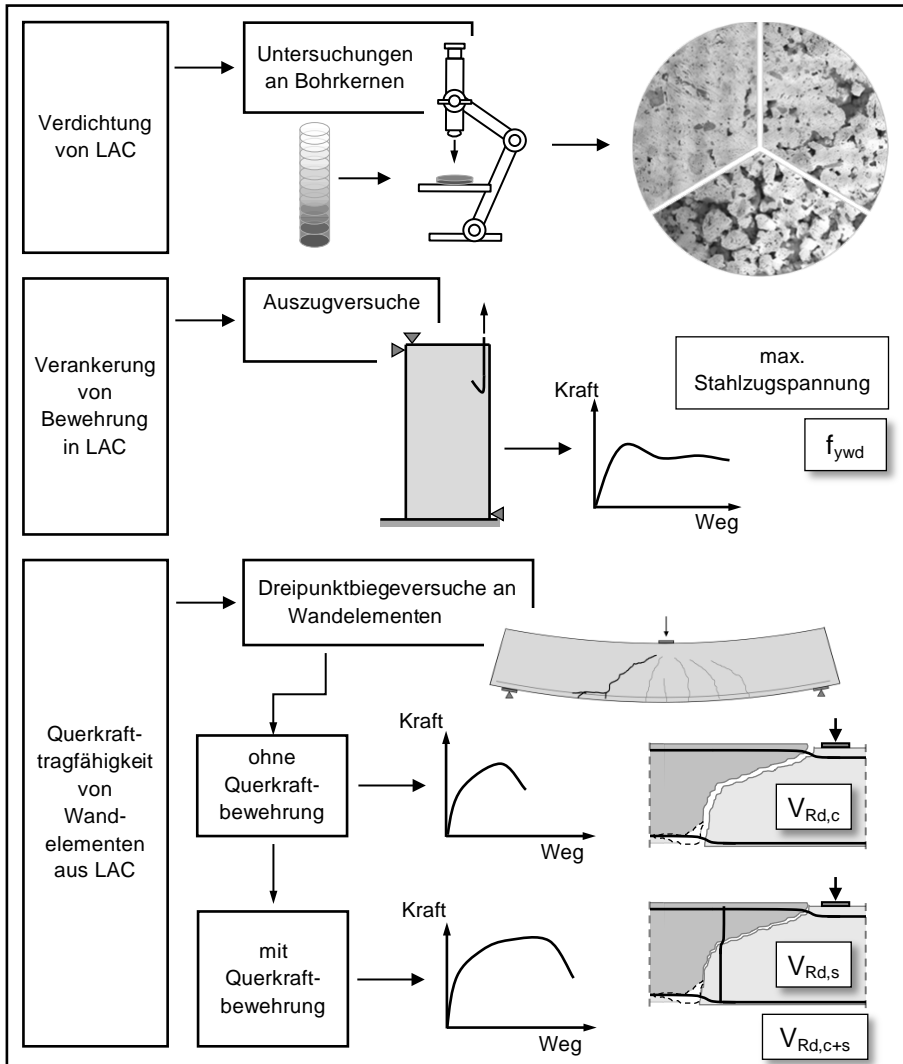 Verdichtung
von LAC
Untersuchungen
an Bohrkernen
Verankerung
von
Bewehrung
in LAC
Auszugversuche
Kraft
Weg
max.
Stahlzugspannung
f_ywd
Querkraft-
tragfähigkeit
von
Wand-
elementen
aus LAC
Dreipunktbiegeversuche an
Wandelementen
ohne
Querkraft-
bewehrung
Kraft
Weg
V_Rd,c
mit
Querkraft-
bewehrung
Kraft
Weg
V_Rd,s
V_Rd,c+s